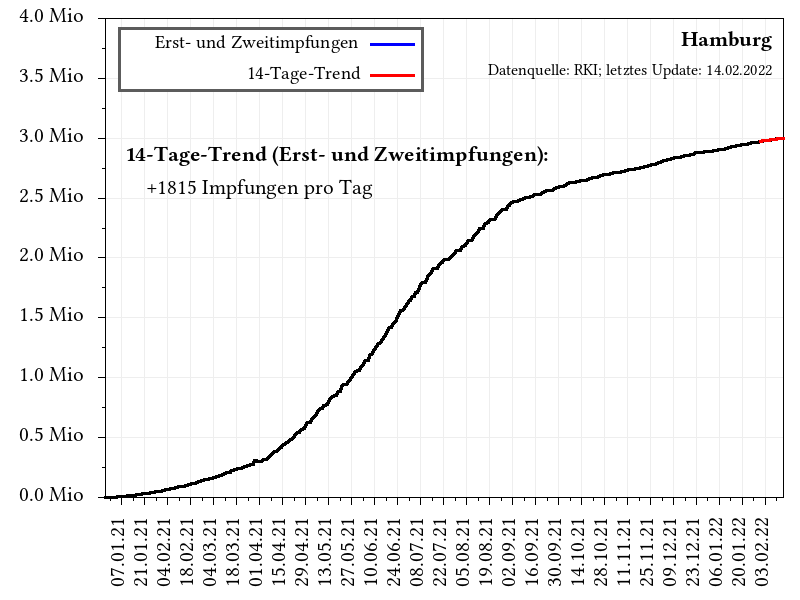 4.0 Mio
3.5 Mio
3.0 Mio
2.5 Mio
2.0 Mio
1.5 Mio
1.0 Mio
0.5 Mio
0.0 Mio
Erst- und Zweitimpfungen
14-Tage-Trend
Hamburg
Datenquelle: RKI; letztes Update: 14.02.2022
14-Tage-Trend (Erst- und Zweitimpfungen):
+1815 Impfungen pro Tag
07.01.21
21.01.21
04.02.21
18.02.21
04.03.21
18.03.21
01.04.21
15.04.21
29.04.21
13.05.21
27.05.21
10.06.21
24.06.21
08.07.21
22.07.21
05.08.21
19.08.21
02.09.21
16.09.21
30.09.21
14.10.21
28.10.21
11.11.21
25.11.21
09.12.21
23.12.21
06.01.22
20.01.22
03.02.22